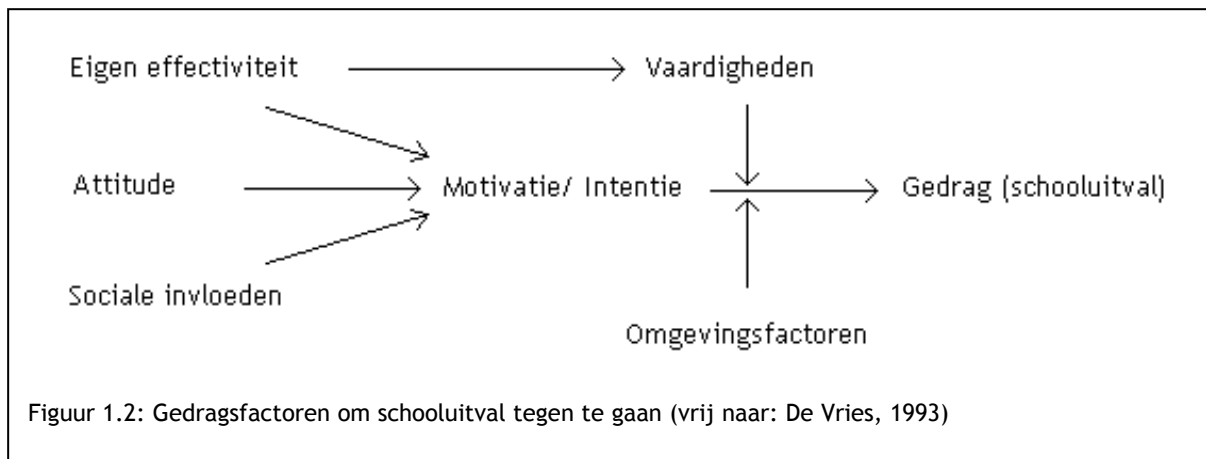 Eigen effectiviteit Vaardigheden
Attitude Motivatie/ Intentie Gedrag (schooluitval)
Sociale invloeden
Omgevingsfactoren
Figuur 1.2: Gedragsfactoren om schooluitval tegen te gaan (vrij naar: De Vries, 1993)